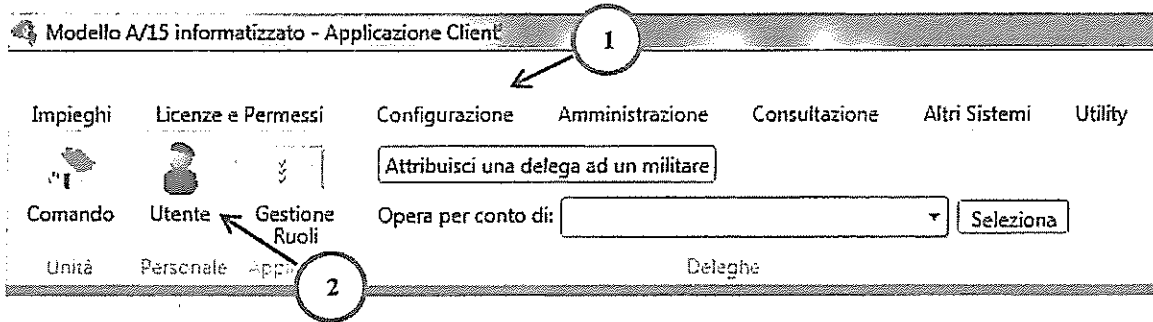 Modello A/15 informatizzato - Applicazione Client
1
Impieghi Licenze e Permessi Configurazione Amministrazione Consultazione Altri Sistemi Utility
Attribuisci una delega ad un militare
Comando Utente Gestione Ruoli Opera per conto di: Seleziona
Unità Personale Deleghe
2